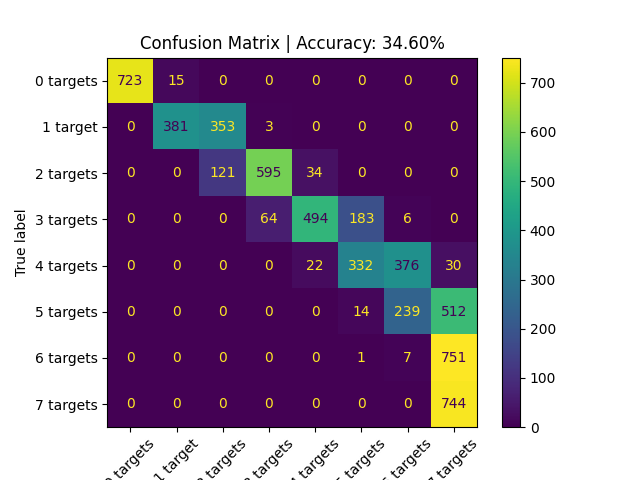 Confusion Matrix | Accuracy: 34.60%
0 targets 723 15 0 0 0 0 0 0
1 target 0 381 353 3 0 0 0 0
2 targets 0 0 121 595 34 0 0 0
3 targets 0 0 0 64 494 183 6 0
4 targets 0 0 0 0 22 332 376 30
5 targets 0 0 0 0 0 14 239 512
6 targets 0 0 0 0 0 1 7 751
7 targets 0 0 0 0 0 0 0 744
True label
targets 1 target targets targets targets targets targets targets
700
600
500
400
300
200
100
0